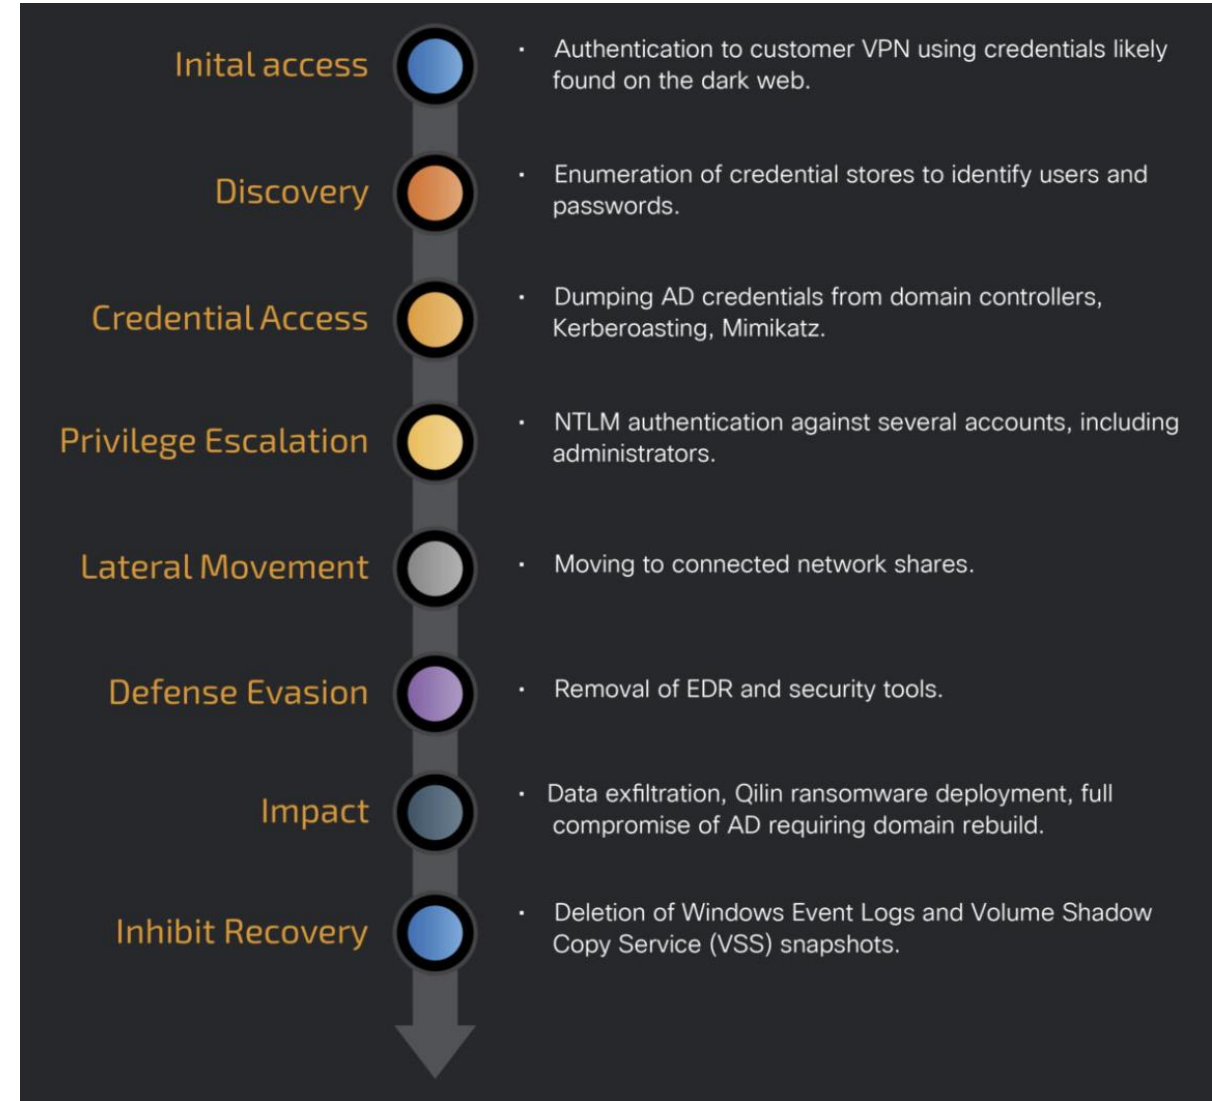 Inital access
· Authentication to customer VPN using credentials likely
found on the dark web.
Discovery
· Enumeration of credential stores to identify users and
passwords.
Credential Access
· Dumping AD credentials from domain controllers,
Kerberoasting, Mimikatz.
Privilege Escalation
· NTLM authentication against several accounts, including
administrators.
Lateral Movement
· Moving to connected network shares.
Defense Evasion
· Removal of EDR and security tools.
Impact
· Data exfiltration, Qilin ransomware deployment, full
compromise of AD requiring domain rebuild.
Inhibit Recovery
· Deletion of Windows Event Logs and Volume Shadow
Copy Service (VSS) snapshots.